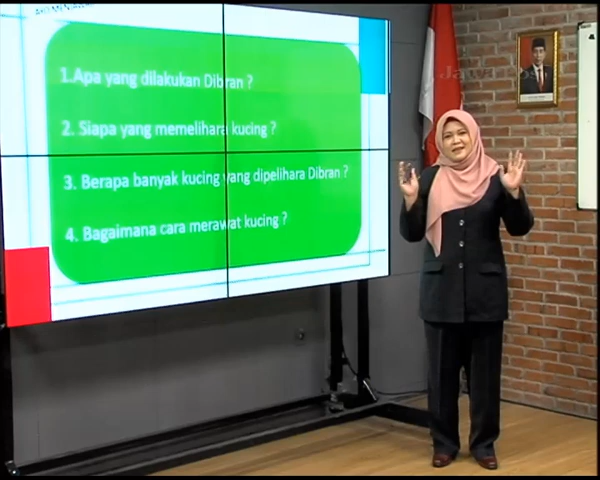 1.Apa yang dilakukan Dibran ?
2. Siapa yang memelihara kucing ?
3. Berapa banyak kucing yang dipelihara Dibran ?
4. Bagaimana cara merawat kucing ?